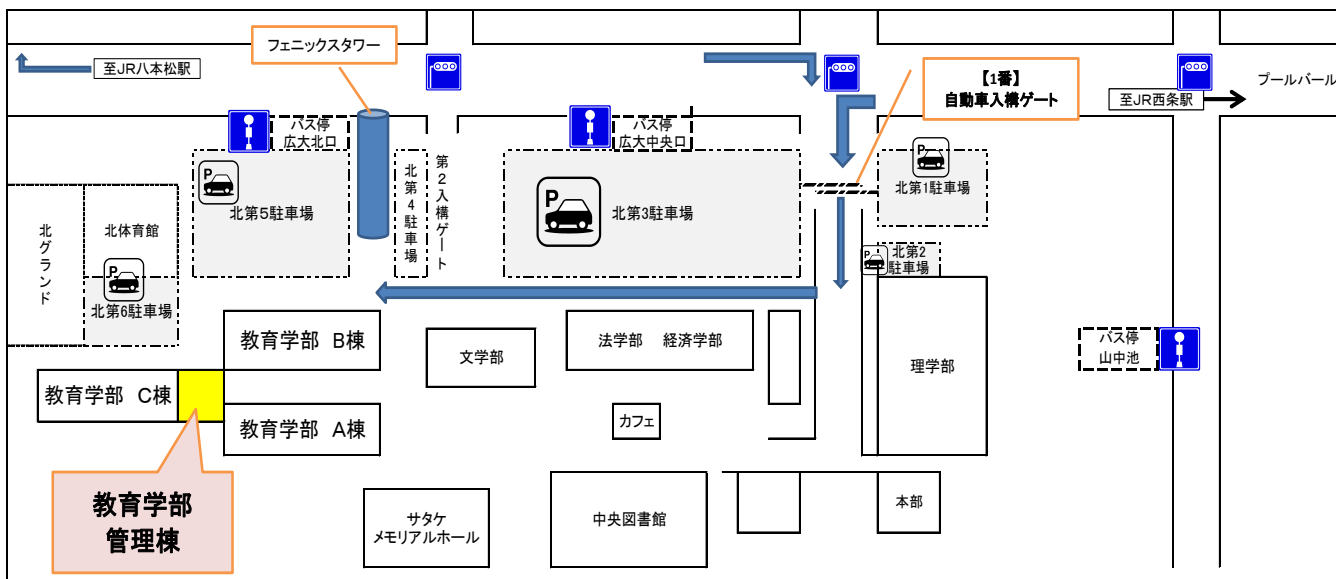 フェニックスタワー
至JR八本松駅
【1番】
自動車入構ゲート
至JR西条駅
プールバール
バス停
広大北口
バス停
広大中央口
P
北第5駐車場
北第4駐車場
第2入構ゲート
P
北第3駐車場
P
北第1駐車場
P
北第2
駐車場
北グランド
北体育館
P
北第6駐車場
教育学部 B棟
文学部
法学部 経済学部
理学部
バス停
山中池
教育学部 C棟
教育学部 A棟
カフェ
教育学部
管理棟
サタケ
メモリアルホール
中央図書館
本部